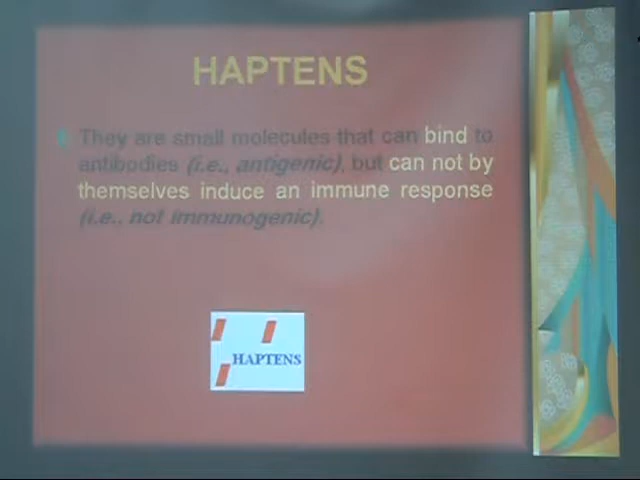 HAPTENS
They are small molecules that can bind to
antibodies (i.e., antigenic), but can not by
themselves induce an immune response
(i.e.. not immunogenic).
HAPTENS